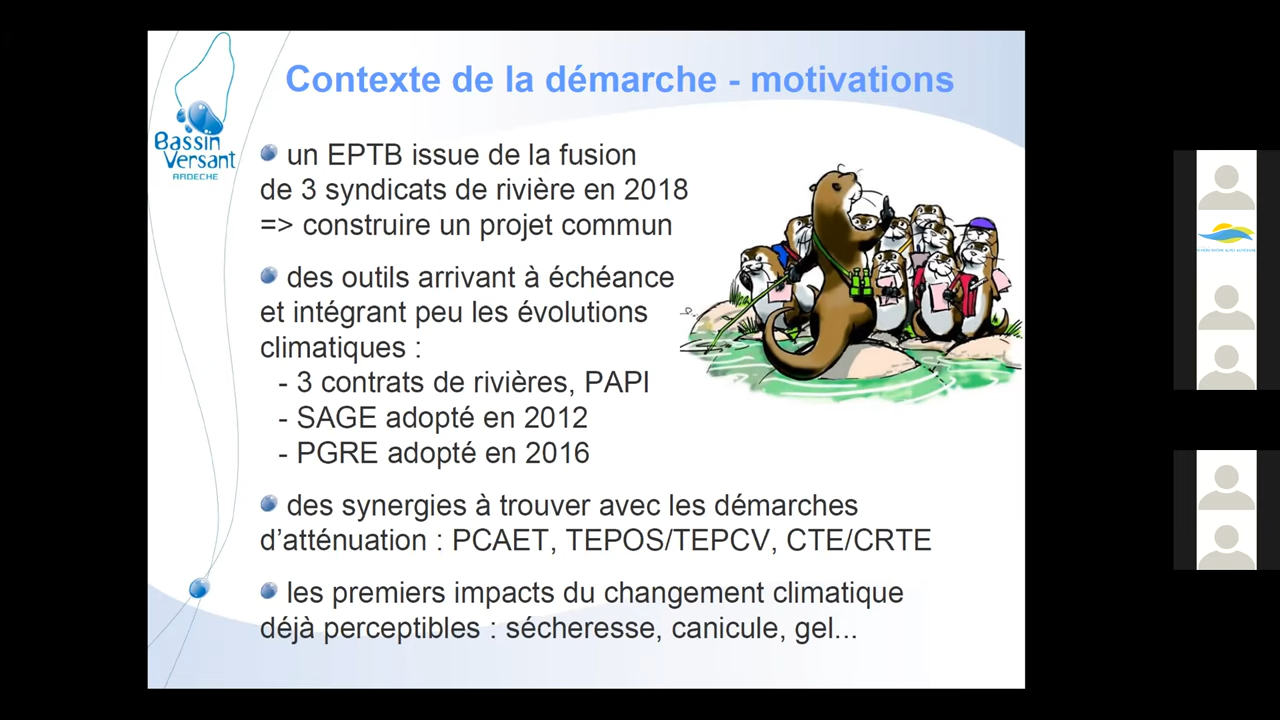 Contexte de la démarche - motivations
Bassin
Versant
ARDECHE
un EPTB issue de la fusion
de 3 syndicats de rivière en 2018
=> construire un projet commun
des outils arrivant à échéance
et intégrant peu les évolutions
climatiques :
- 3 contrats de rivières, PAPI
- SAGE adopté en 2012
- PGRE adopté en 2016
des synergies à trouver avec les démarches
d'atténuation : PCAET, TEPOS/TEPCV, CTE/CRTE
les premiers impacts du changement climatique
déjà perceptibles : sécheresse, canicule, gel...